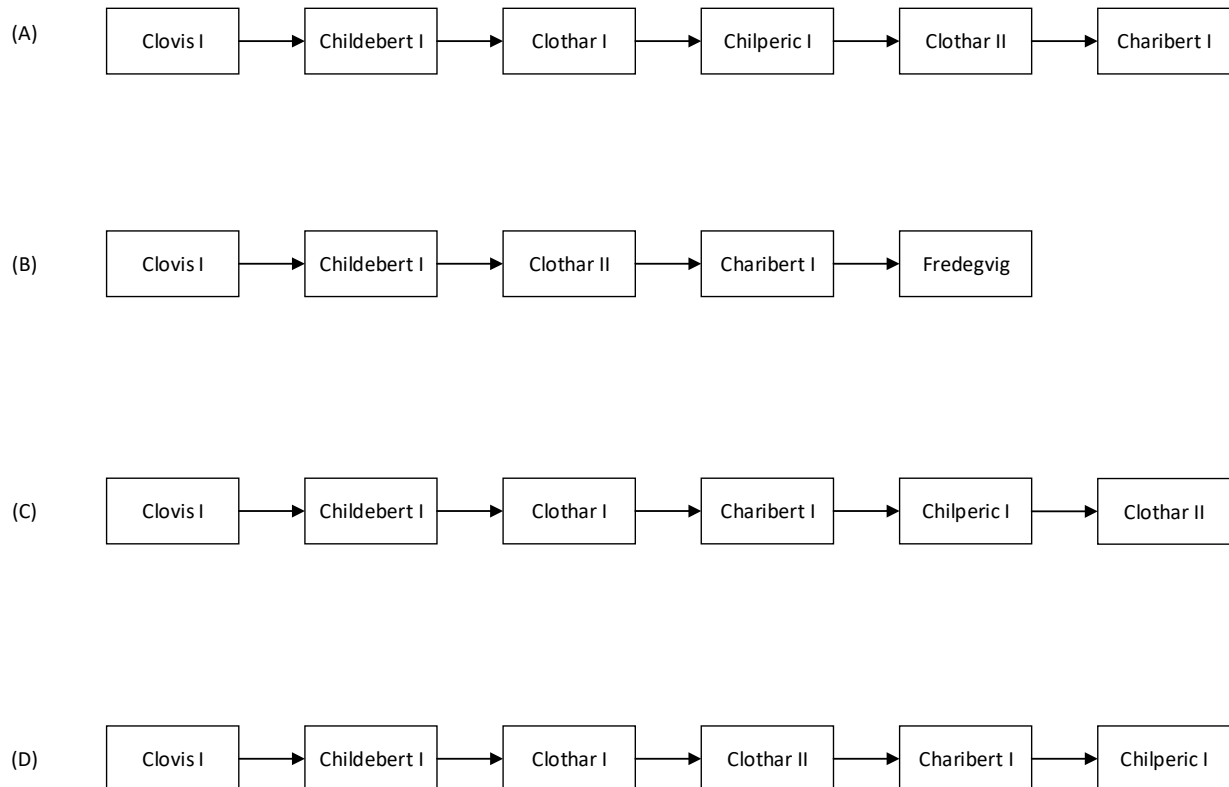 (A) Clovis I Childebert I Clothar I Chilperic I Clothar II Charibert I
(B) Clovis I Childebert I Clothar II Charibert I Fredegvig
(C) Clovis I Childebert I Clothar I Charibert I Chilperic I Clothar II
(D) Clovis I Childebert I Clothar I Clothar II Charibert I Chilperic I